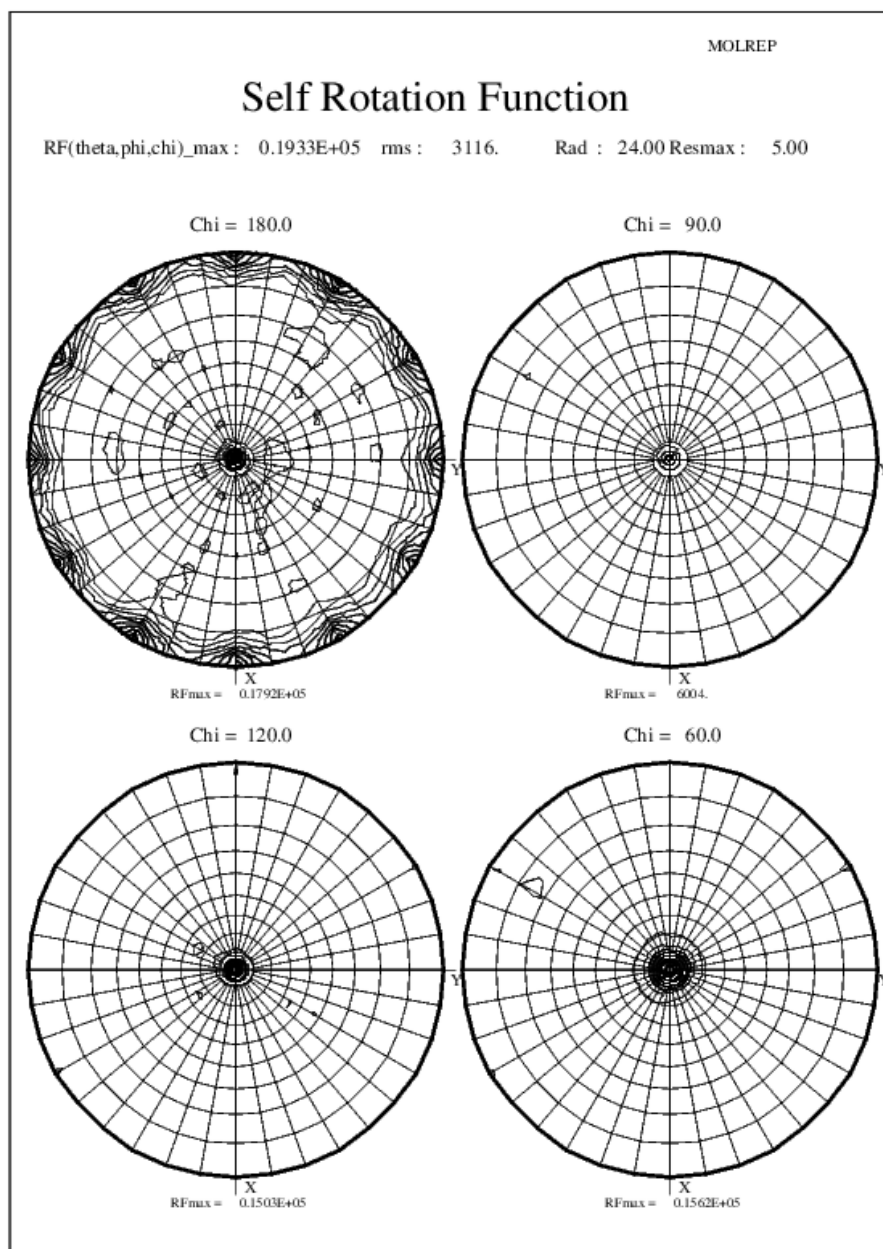 MOLREP
Self Rotation Function
RF(theta,phi,chi)_max : 0.1933E+05 rms : 3116. Rad : 24.00 Resmax : 5.00
Chi = 180.0
Chi = 90.0
Y
Y
X
X
RFmax = 0.1792E+05
RFmax = 6004.
Chi = 120.0
Chi = 60.0
Y
Y
X
X
RFmax = 0.1503E+05
RFmax = 0.1562E+05